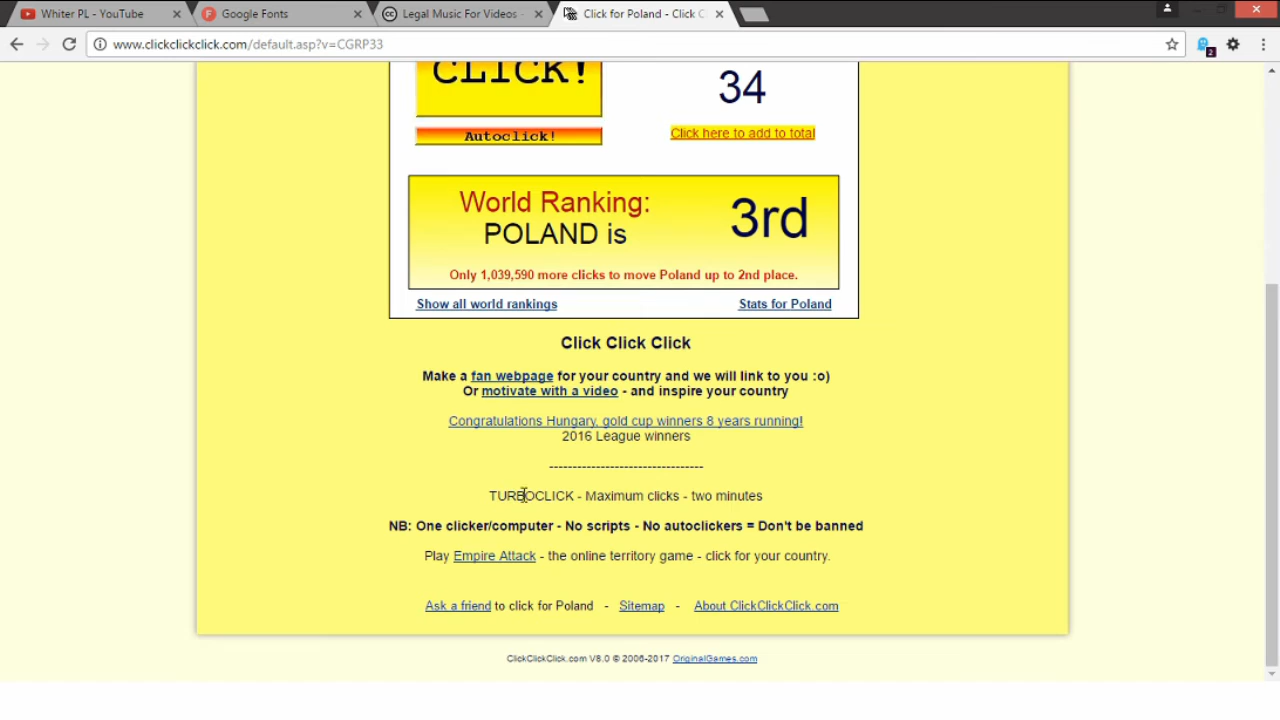 Whiter PL - YouTube
Google Fonts
Legal Music For Videos -
Click for Poland - Click C
www.clickclickclick.com/default.asp?v=CGRP33
2
CLICK!
34
Autoclick!
Click here to add to total
World Ranking:
POLAND is
3rd
Only 1,039,590 more clicks to move Poland up to 2nd place.
Show all world rankings
Stats for Poland
Click Click Click
Make a fan webpage for your country and we will link to you :o)
Or motivate with a video - and inspire your country
Congratulations Hungary, gold cup winners 8 years running!
2016 League winners
---------------------------------
TURBOCLICK - Maximum clicks - two minutes
NB: One clicker/computer - No scripts - No autoclickers = Don't be banned
Play Empire Attack - the online territory game - click for your country.
Ask a friend to click for Poland - Sitemap - About ClickClickClick.com
ClickClickClick.com V8.0 © 2006-2017 OriginalGames.com